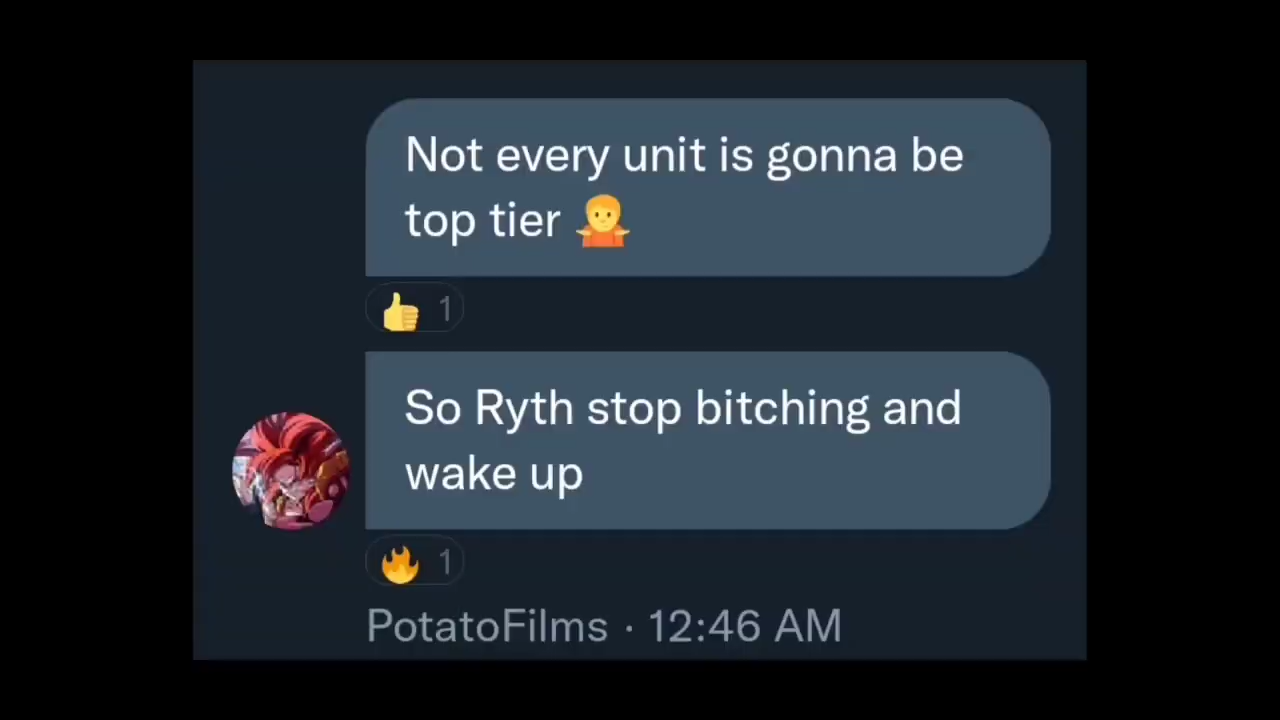 Not every unit is gonna be
top tier 🤷
👍 1
So Ryth stop bitching and
wake up
🔥 1
PotatoFilms · 12:46 AM